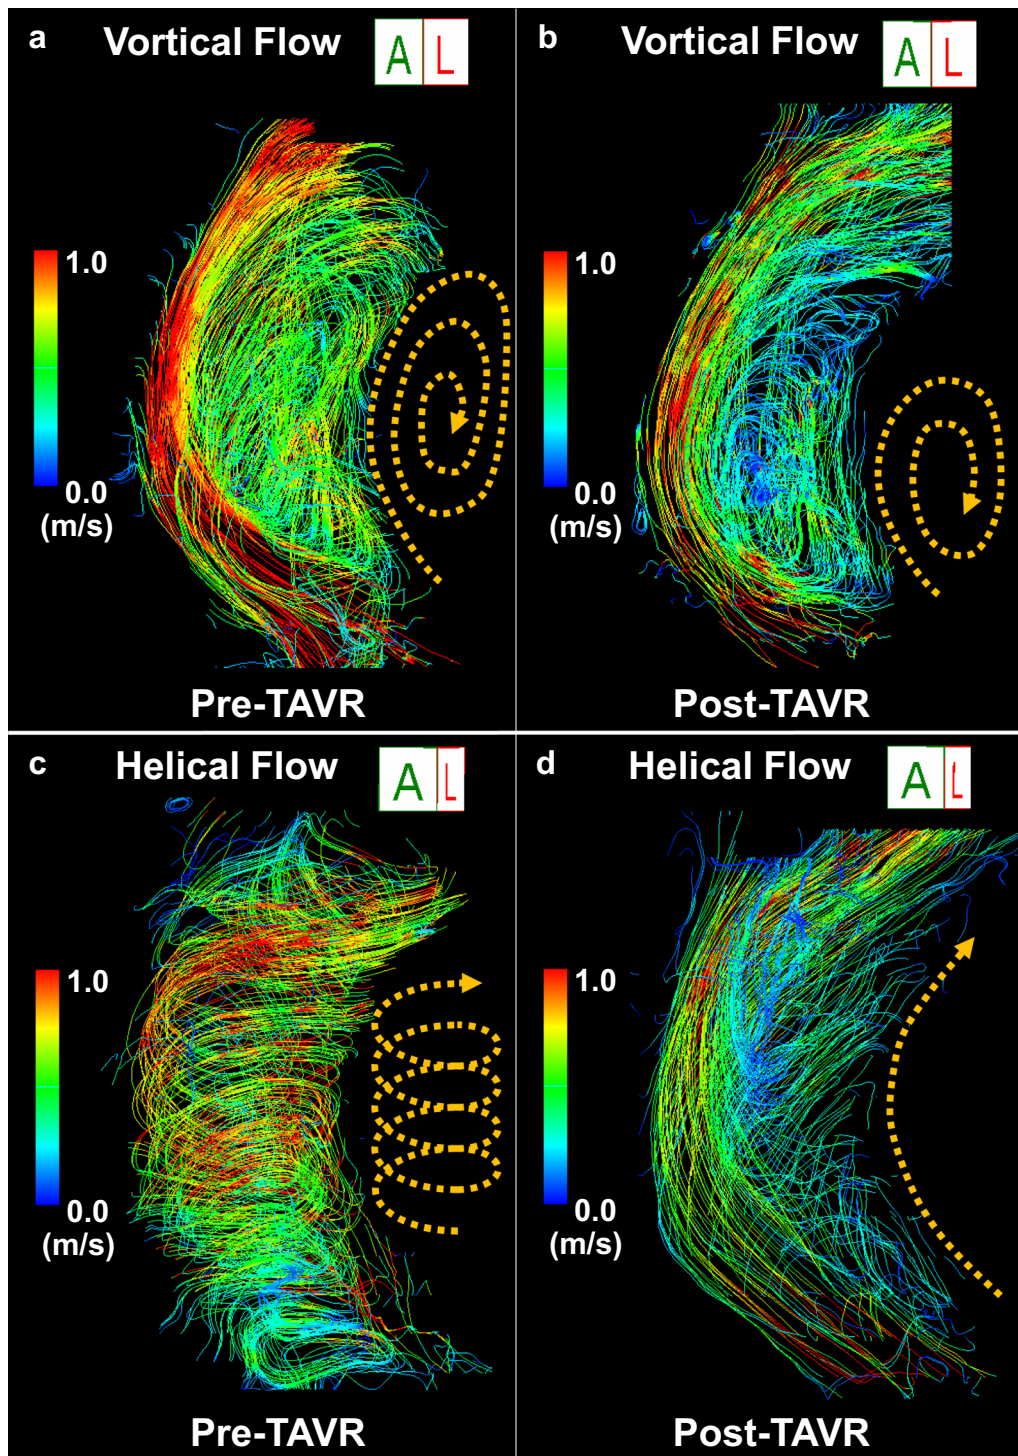 a Vortical Flow A L
1.0
0.0
(m/s)
Pre-TAVR
b Vortical Flow A L
1.0
0.0
(m/s)
Post-TAVR
c Helical Flow A L
1.0
0.0
(m/s)
Pre-TAVR
d Helical Flow A L
1.0
0.0
(m/s)
Post-TAVR